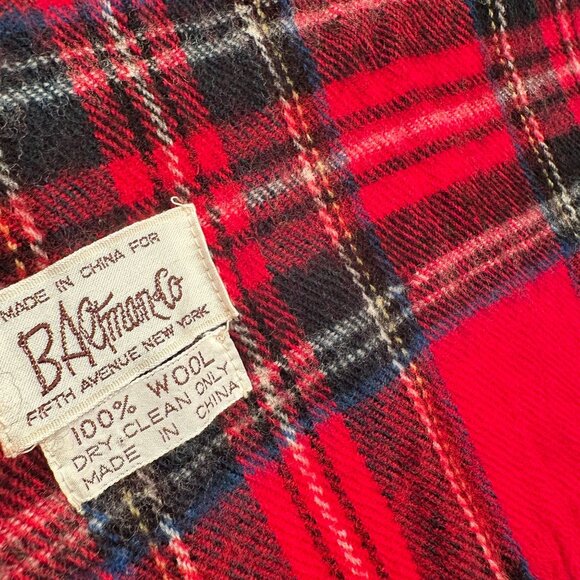 MADE IN CHINA FOR
B.Altman & Co
FIFTH AVENUE, NEW YORK
100% WOOL
DRY CLEAN ONLY
MADE IN CHINA